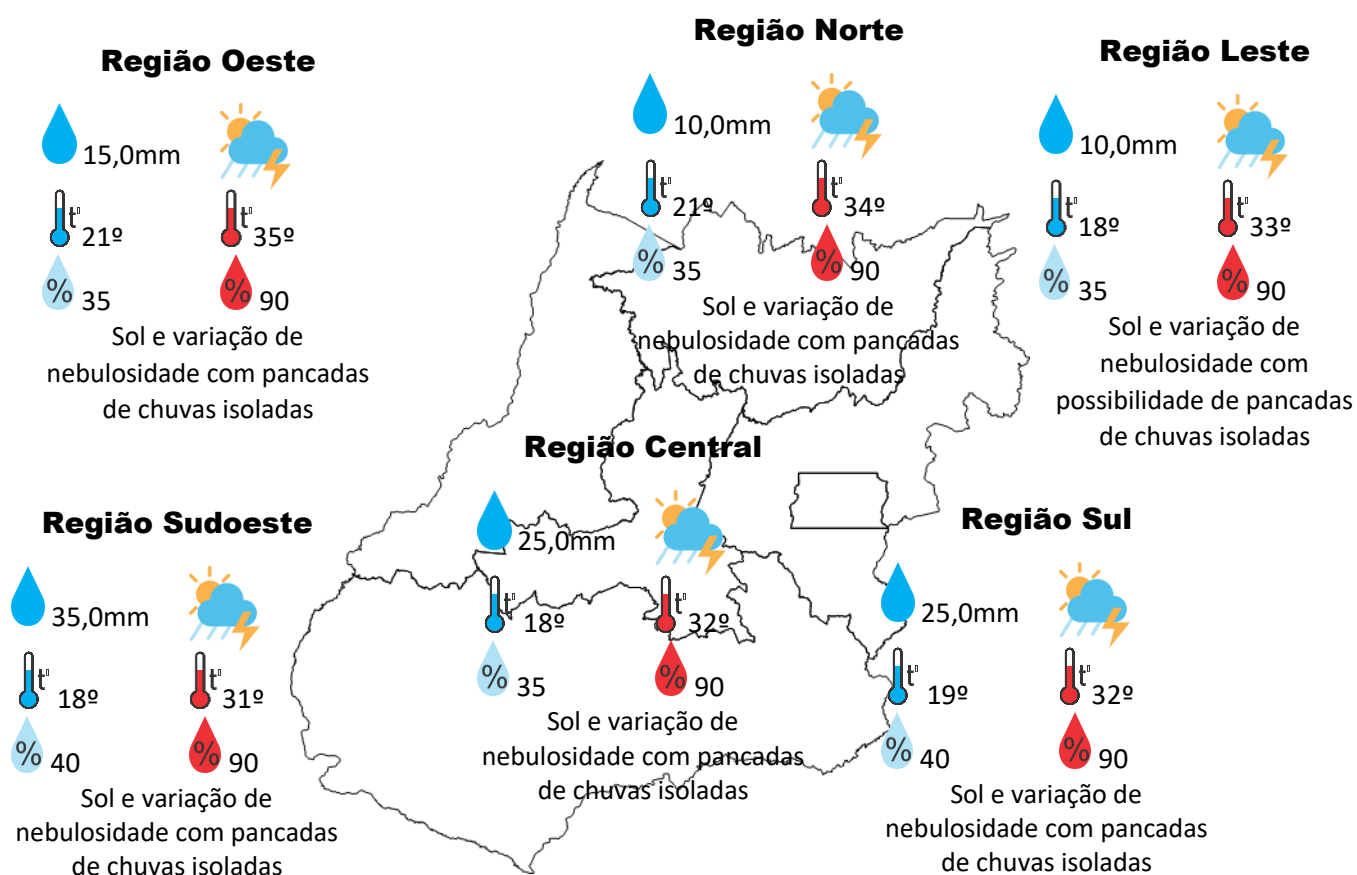 Região Oeste
15,0mm
t°
21º
t°
35º
%
35
%
90
Sol e variação de
nebulosidade com pancadas
de chuvas isoladas
Região Norte
10,0mm
t°
21º
t°
34º
%
35
%
90
Sol e variação de
nebulosidade com pancadas
de chuvas isoladas
Região Leste
10,0mm
t°
18º
t°
33º
%
35
%
90
Sol e variação de
nebulosidade com
possibilidade de pancadas
de chuvas isoladas
Região Sudoeste
35,0mm
t°
18º
t°
31º
%
40
%
90
Sol e variação de
nebulosidade com pancadas
de chuvas isoladas
Região Central
25,0mm
t°
18º
t°
32º
%
35
%
90
Sol e variação de
nebulosidade com pancadas
de chuvas isoladas
Região Sul
25,0mm
t°
19º
t°
32º
%
40
%
90
Sol e variação de
nebulosidade com pancadas
de chuvas isoladas